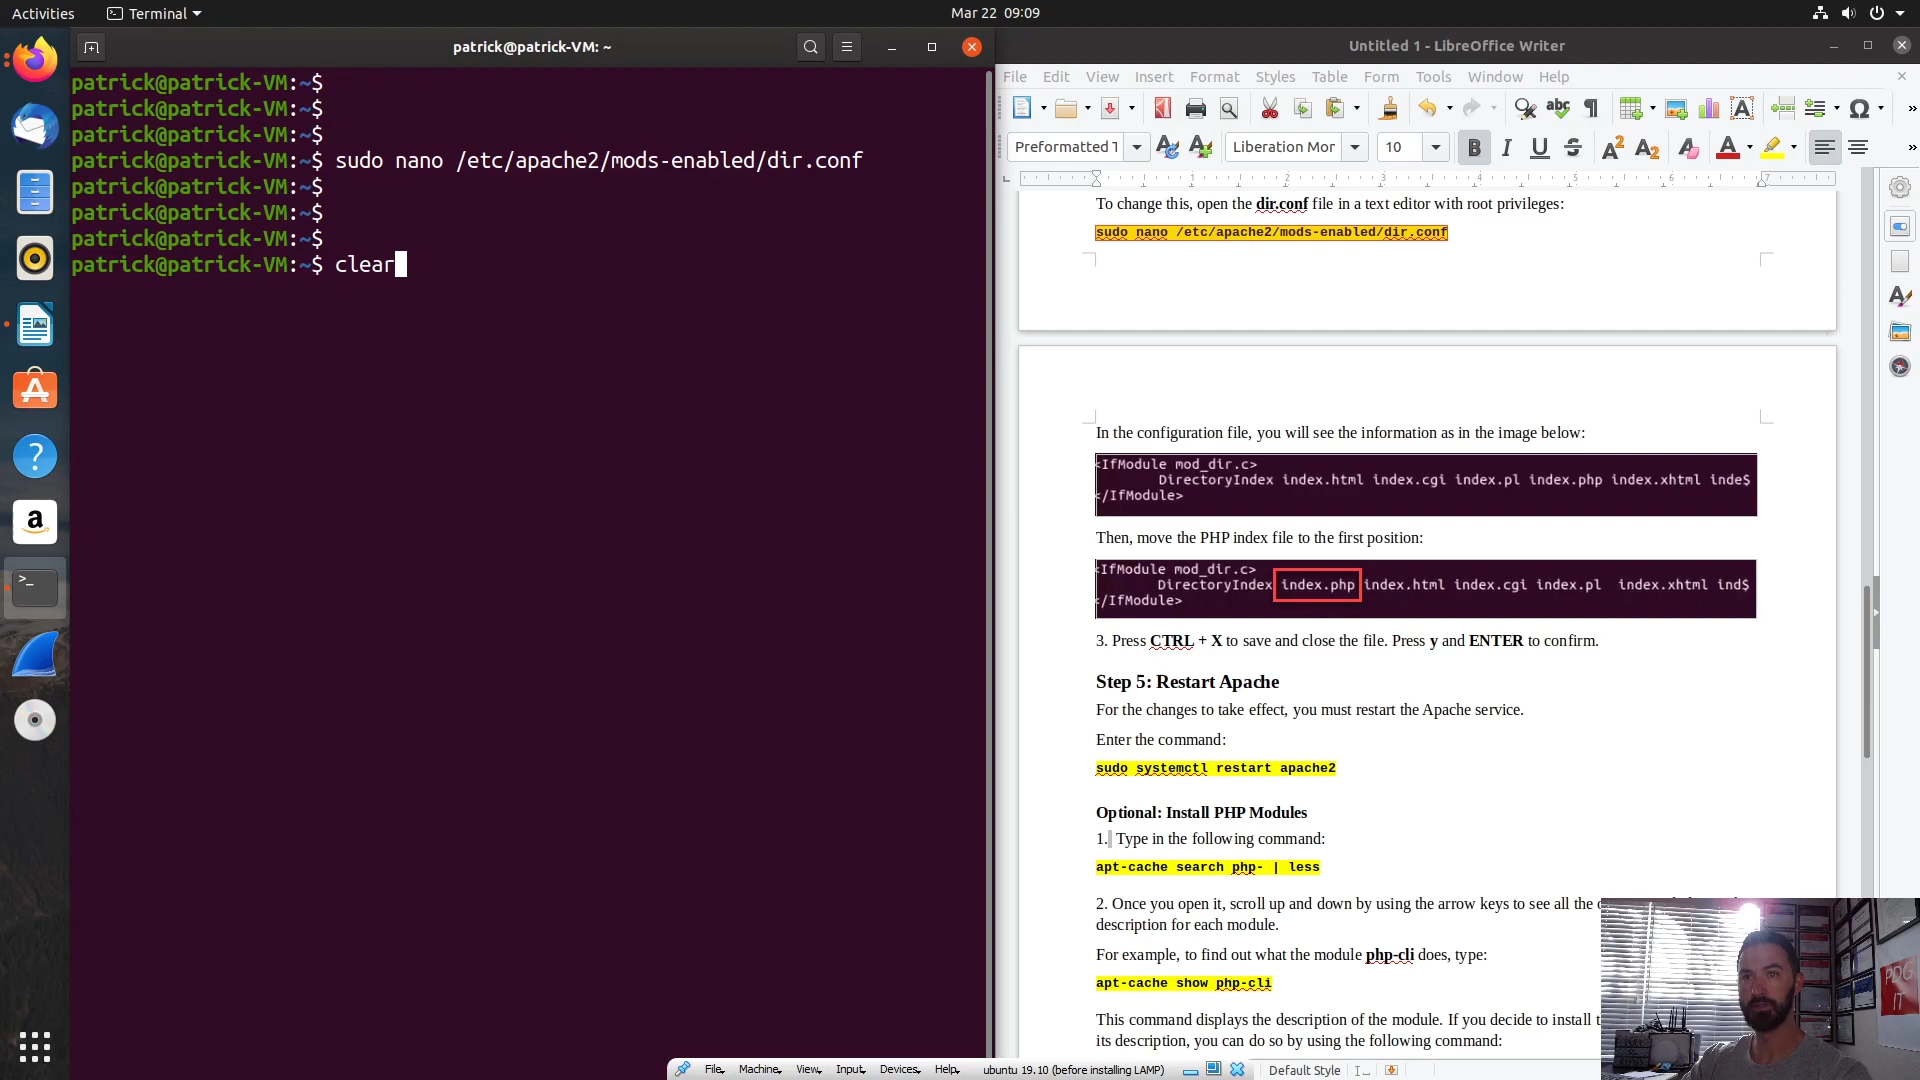 Activities
Terminal
Mar 22 09:09
patrick@patrick-VM: ~
patrick@patrick-VM:~$
patrick@patrick-VM:~$
patrick@patrick-VM:~$
patrick@patrick-VM:~$ sudo nano /etc/apache2/mods-enabled/dir.conf
patrick@patrick-VM:~$
patrick@patrick-VM:~$
patrick@patrick-VM:~$
patrick@patrick-VM:~$ clear
Untitled 1 - LibreOffice Writer
File Edit View Insert Format Styles Table Form Tools Window Help
Preformatted T
Liberation Mor
10
1 2 3 4 5 6 7
To change this, open the dir.conf file in a text editor with root privileges:
sudo nano /etc/apache2/mods-enabled/dir.conf
In the configuration file, you will see the information as in the image below:
<IfModule mod_dir.c>
DirectoryIndex index.html index.cgi index.pl index.php index.xhtml inde$
</IfModule>
Then, move the PHP index file to the first position:
<IfModule mod_dir.c>
DirectoryIndex index.php index.html index.cgi index.pl index.xhtml ind$
</IfModule>
3. Press CTRL + X to save and close the file. Press y and ENTER to confirm.
Step 5: Restart Apache
For the changes to take effect, you must restart the Apache service.
Enter the command:
sudo systemctl restart apache2
Optional: Install PHP Modules
1. Type in the following command:
apt-cache search php- | less
2. Once you open it, scroll up and down by using the arrow keys to see all the
description for each module.
For example, to find out what the module php-cli does, type:
apt-cache show php-cli
This command displays the description of the module. If you decide to install
its description, you can do so by using the following command:
PDG
IT
File Machine View Input Devices Help ubuntu 19.10 (before installing LAMP)
Default Style